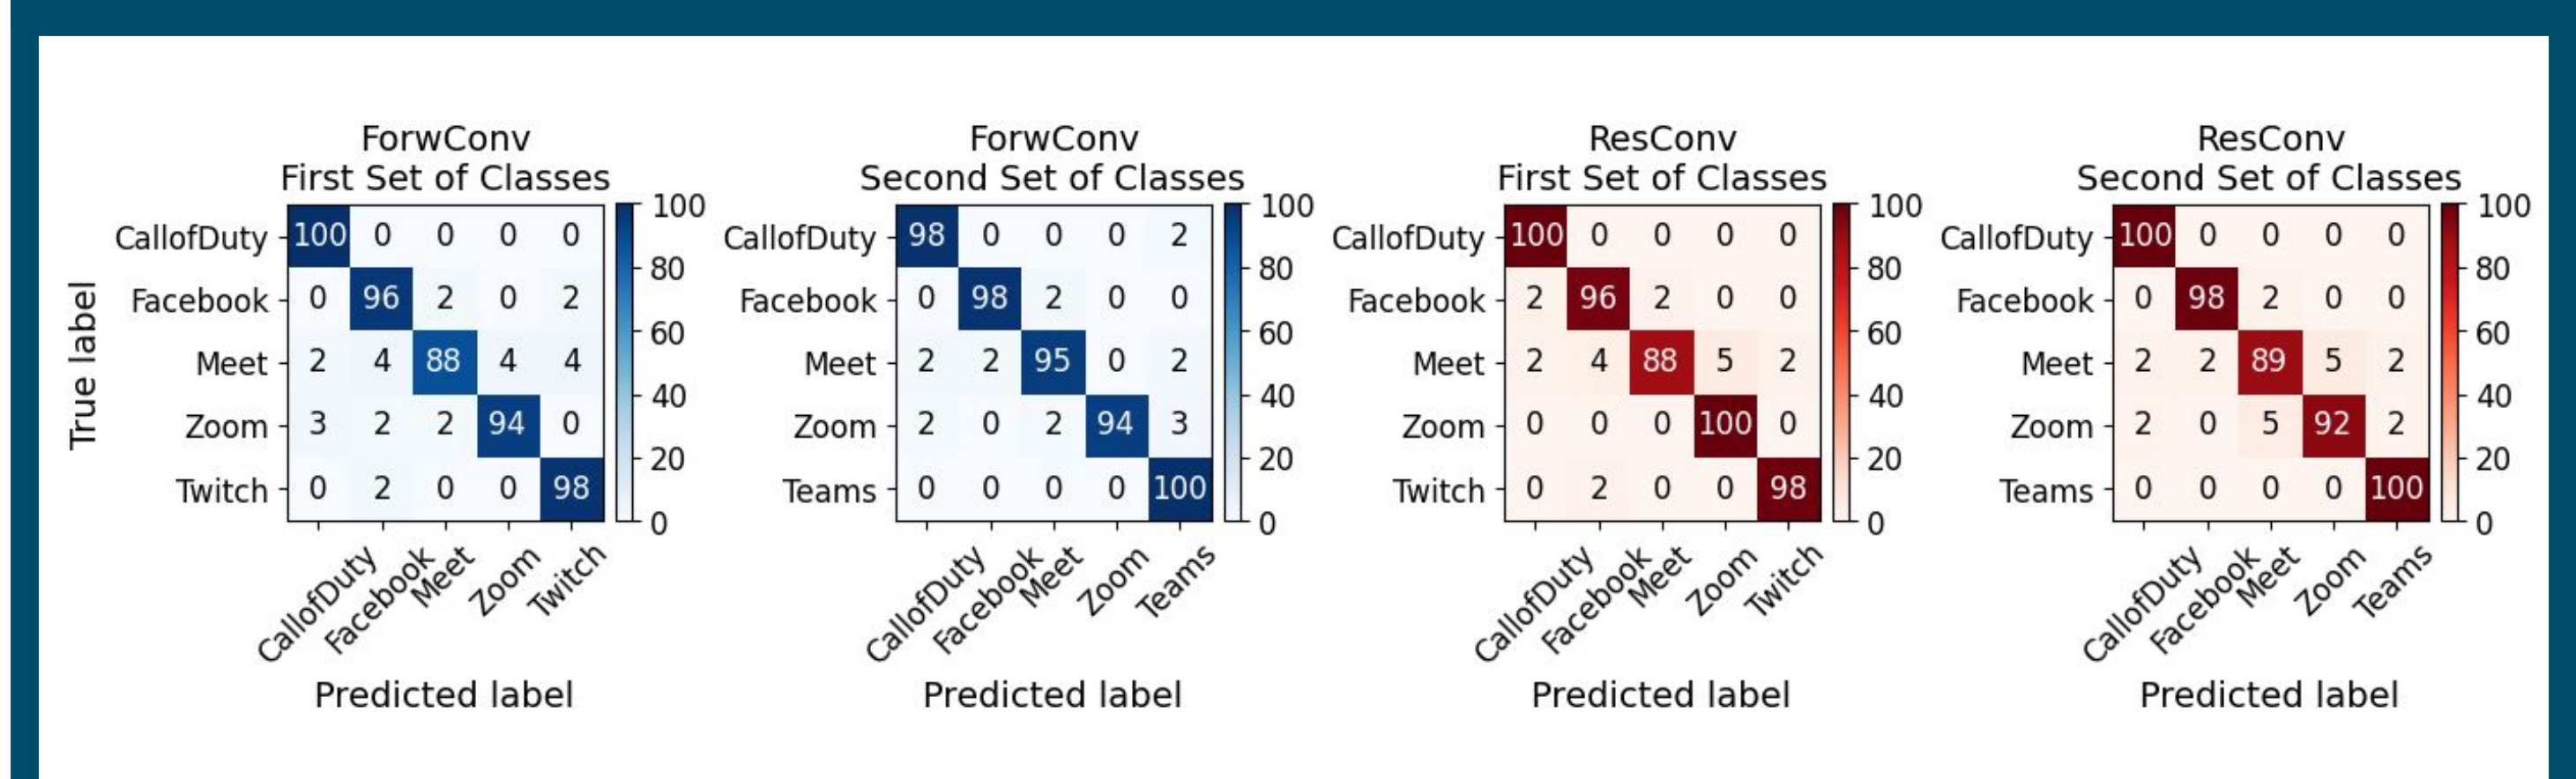 ForwConv
First Set of Classes
ForwConv
Second Set of Classes
ResConv
First Set of Classes
ResConv
Second Set of Classes
True label
CallofDuty 100 0 0 0 0
Facebook 0 96 2 0 2
Meet 2 4 88 4 4
Zoom 3 2 2 94 0
Twitch 0 2 0 0 98
CallofDuty Facebook Meet Zoom Twitch
Predicted label
100
80
60
40
20
0
CallofDuty 98 0 0 0 2
Facebook 0 98 2 0 0
Meet 2 2 95 0 2
Zoom 2 0 2 94 3
Teams 0 0 0 0 100
CallofDuty Facebook Meet Zoom Teams
Predicted label
100
80
60
40
20
0
CallofDuty 100 0 0 0 0
Facebook 2 96 2 0 0
Meet 2 4 88 5 2
Zoom 0 0 0 100 0
Twitch 0 2 0 0 98
CallofDuty Facebook Meet Zoom Twitch
Predicted label
100
80
60
40
20
0
CallofDuty 100 0 0 0 0
Facebook 0 98 2 0 0
Meet 2 2 89 5 2
Zoom 2 0 5 92 2
Teams 0 0 0 0 100
CallofDuty Facebook Meet Zoom Teams
Predicted label
100
80
60
40
20
0